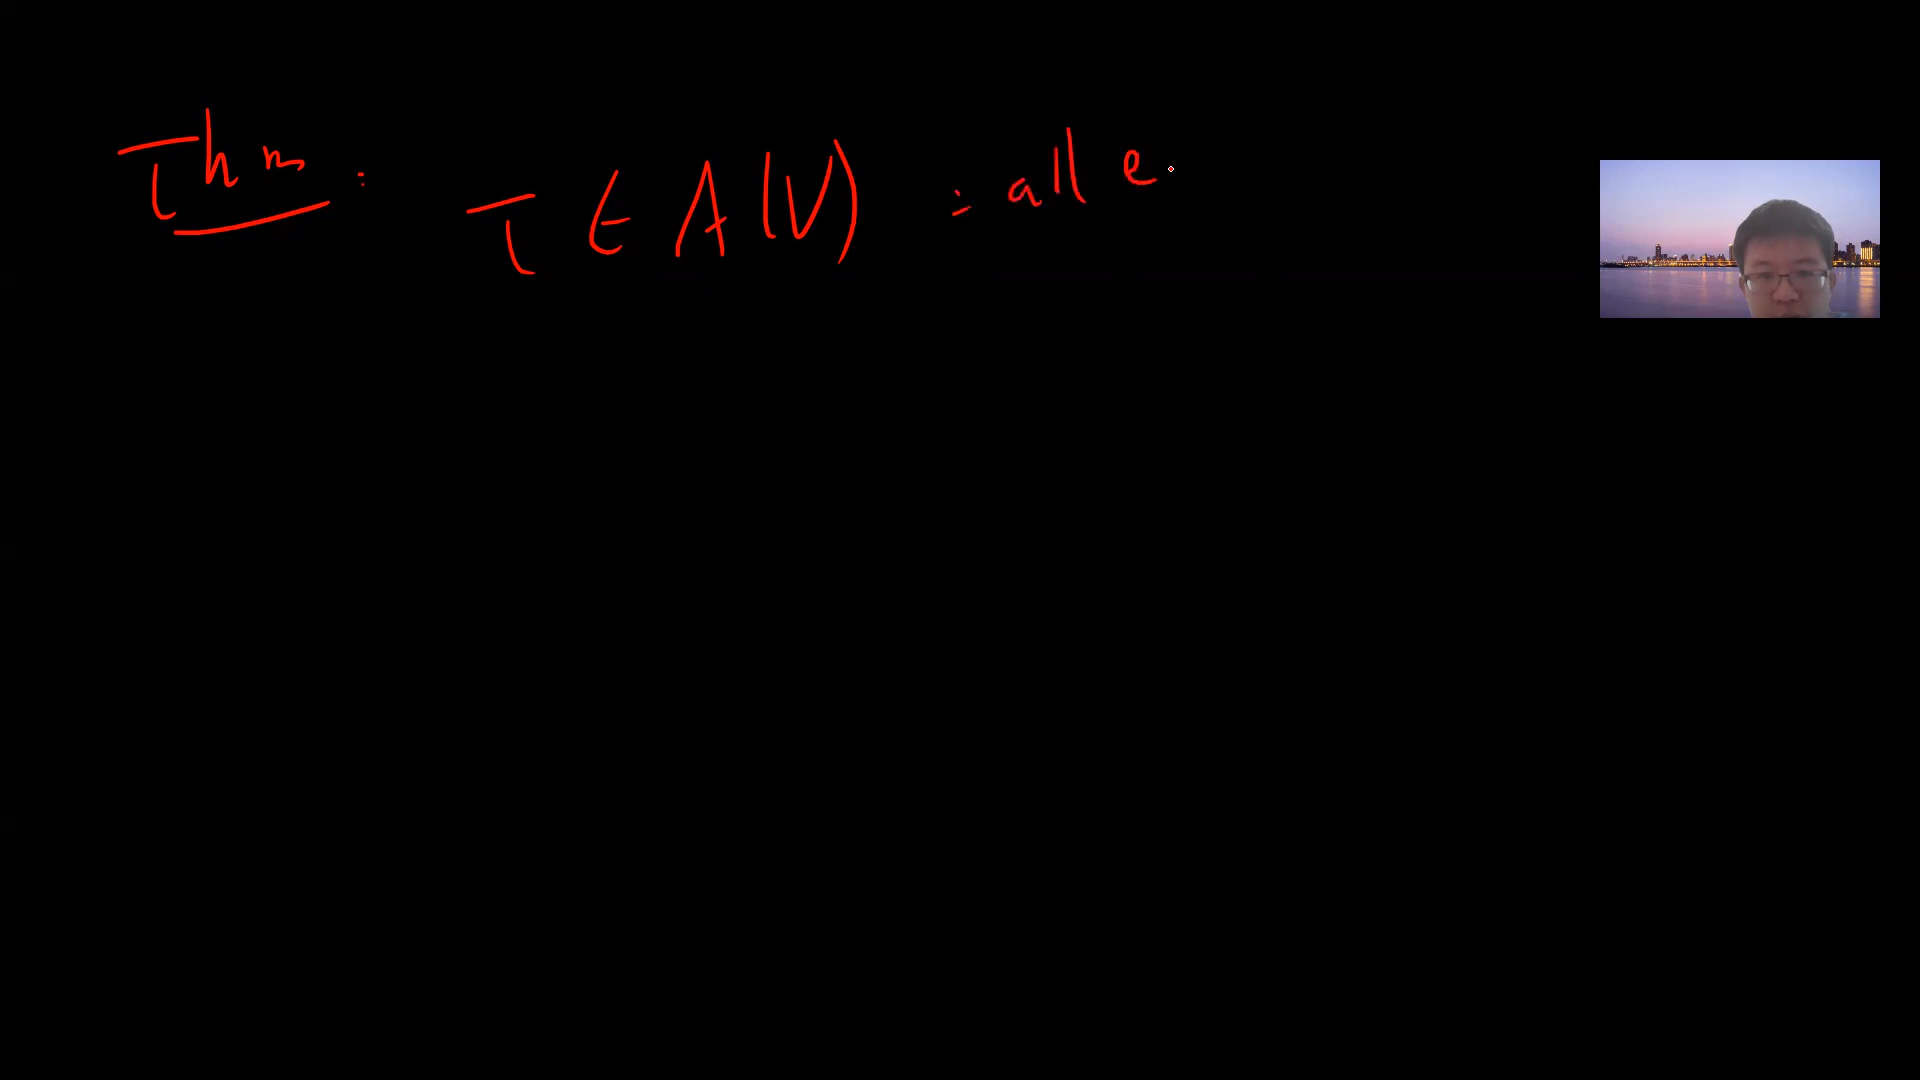 Thm : T ∈ A(V) : all e